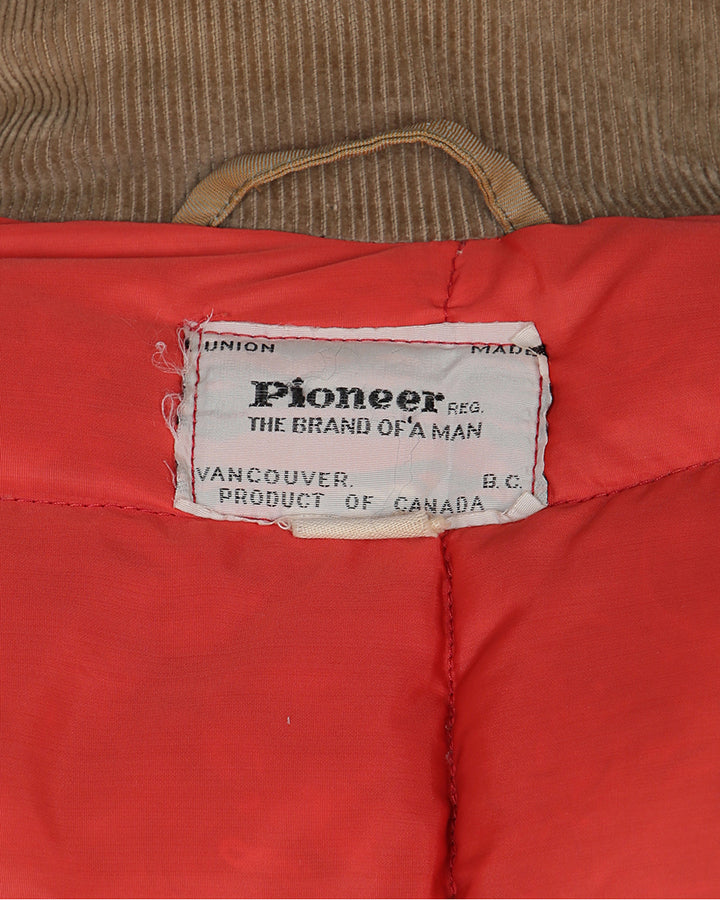 UNION MADE
Pioneer REG.
THE BRAND OF A MAN
VANCOUVER. B.C.
PRODUCT OF CANADA